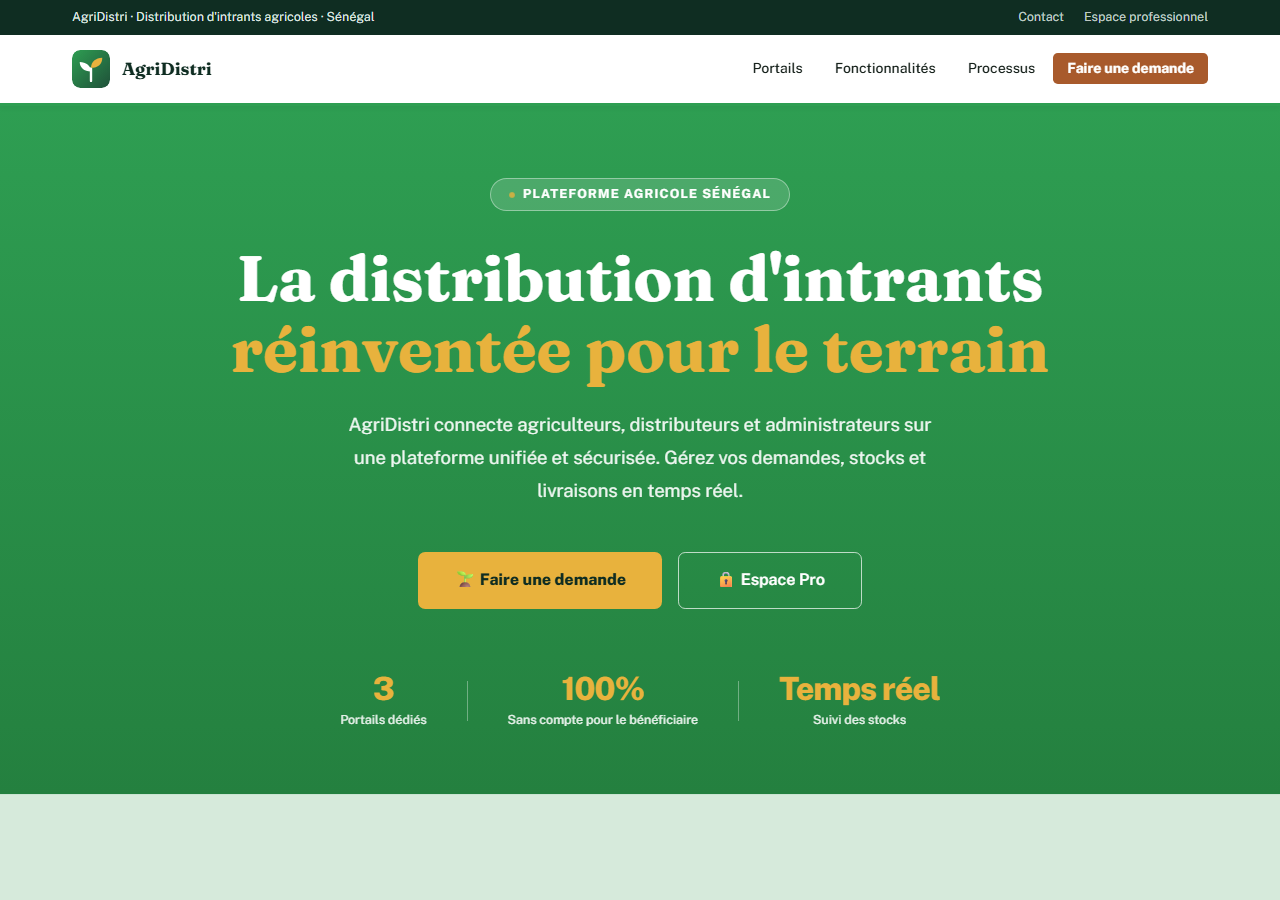 AgriDistri · Distribution d'intrants agricoles · Sénégal
Contact
Espace professionnel
AgriDistri
Portails
Fonctionnalités
Processus
Faire une demande
PLATEFORME AGRICOLE SÉNÉGAL
La distribution d'intrants
réinventée pour le terrain
AgriDistri connecte agriculteurs, distributeurs et administrateurs sur
une plateforme unifiée et sécurisée. Gérez vos demandes, stocks et
livraisons en temps réel.
Faire une demande
Espace Pro
3
Portails dédiés
100%
Sans compte pour le bénéficiaire
Temps réel
Suivi des stocks